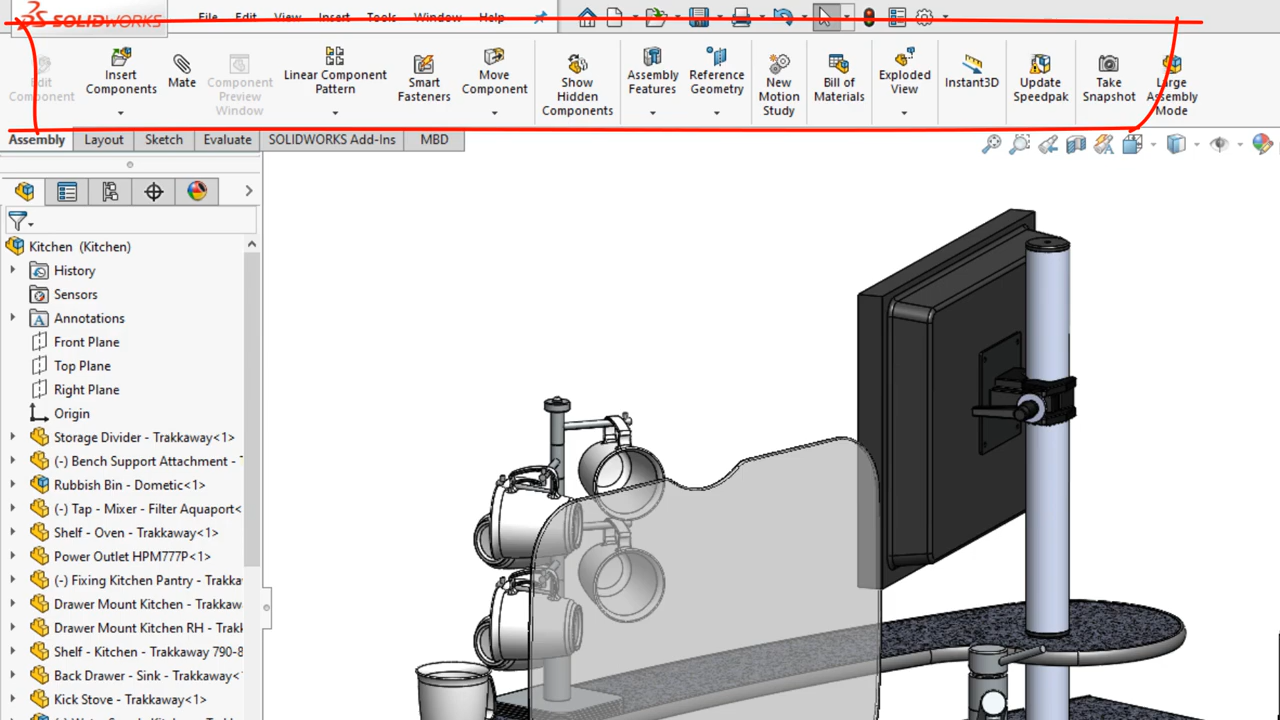 SOLIDWORKS File Edit View Insert Tools Window Help
Edit Component
Insert Components
Mate
Component Preview Window
Linear Component Pattern
Smart Fasteners
Move Component
Show Hidden Components
Assembly Features
Reference Geometry
New Motion Study
Bill of Materials
Exploded View
Instant3D
Update Speedpak
Take Snapshot
Large Assembly Mode
Assembly Layout Sketch Evaluate SOLIDWORKS Add-Ins MBD
Kitchen (Kitchen)
History
Sensors
Annotations
Front Plane
Top Plane
Right Plane
Origin
Storage Divider - Trakkaway<1>
(-) Bench Support Attachment -
Rubbish Bin - Dometic<1>
(-) Tap - Mixer - Filter Aquaport<
Shelf - Oven - Trakkaway<1>
Power Outlet HPM777P<1>
(-) Fixing Kitchen Pantry - Trakka
Drawer Mount Kitchen - Trakkaw
Drawer Mount Kitchen RH - Trakk
Shelf - Kitchen - Trakkaway 790-8
Back Drawer - Sink - Trakkaway<
Kick Stove - Trakkaway<1>